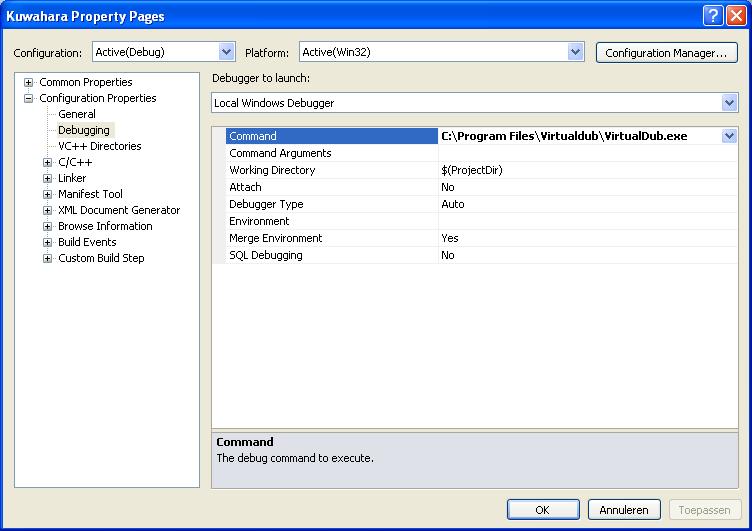 Kuwahara Property Pages
Configuration: Active(Debug) Platform: Active(Win32) Configuration Manager...
Common Properties
Configuration Properties
General
Debugging
VC++ Directories
C/C++
Linker
Manifest Tool
XML Document Generator
Browse Information
Build Events
Custom Build Step
Debugger to launch:
Local Windows Debugger
Command C:\Program Files\Virtualdub\VirtualDub.exe
Command Arguments
Working Directory $(ProjectDir)
Attach No
Debugger Type Auto
Environment
Merge Environment Yes
SQL Debugging No
Command
The debug command to execute.
OK Annuleren Toepassen